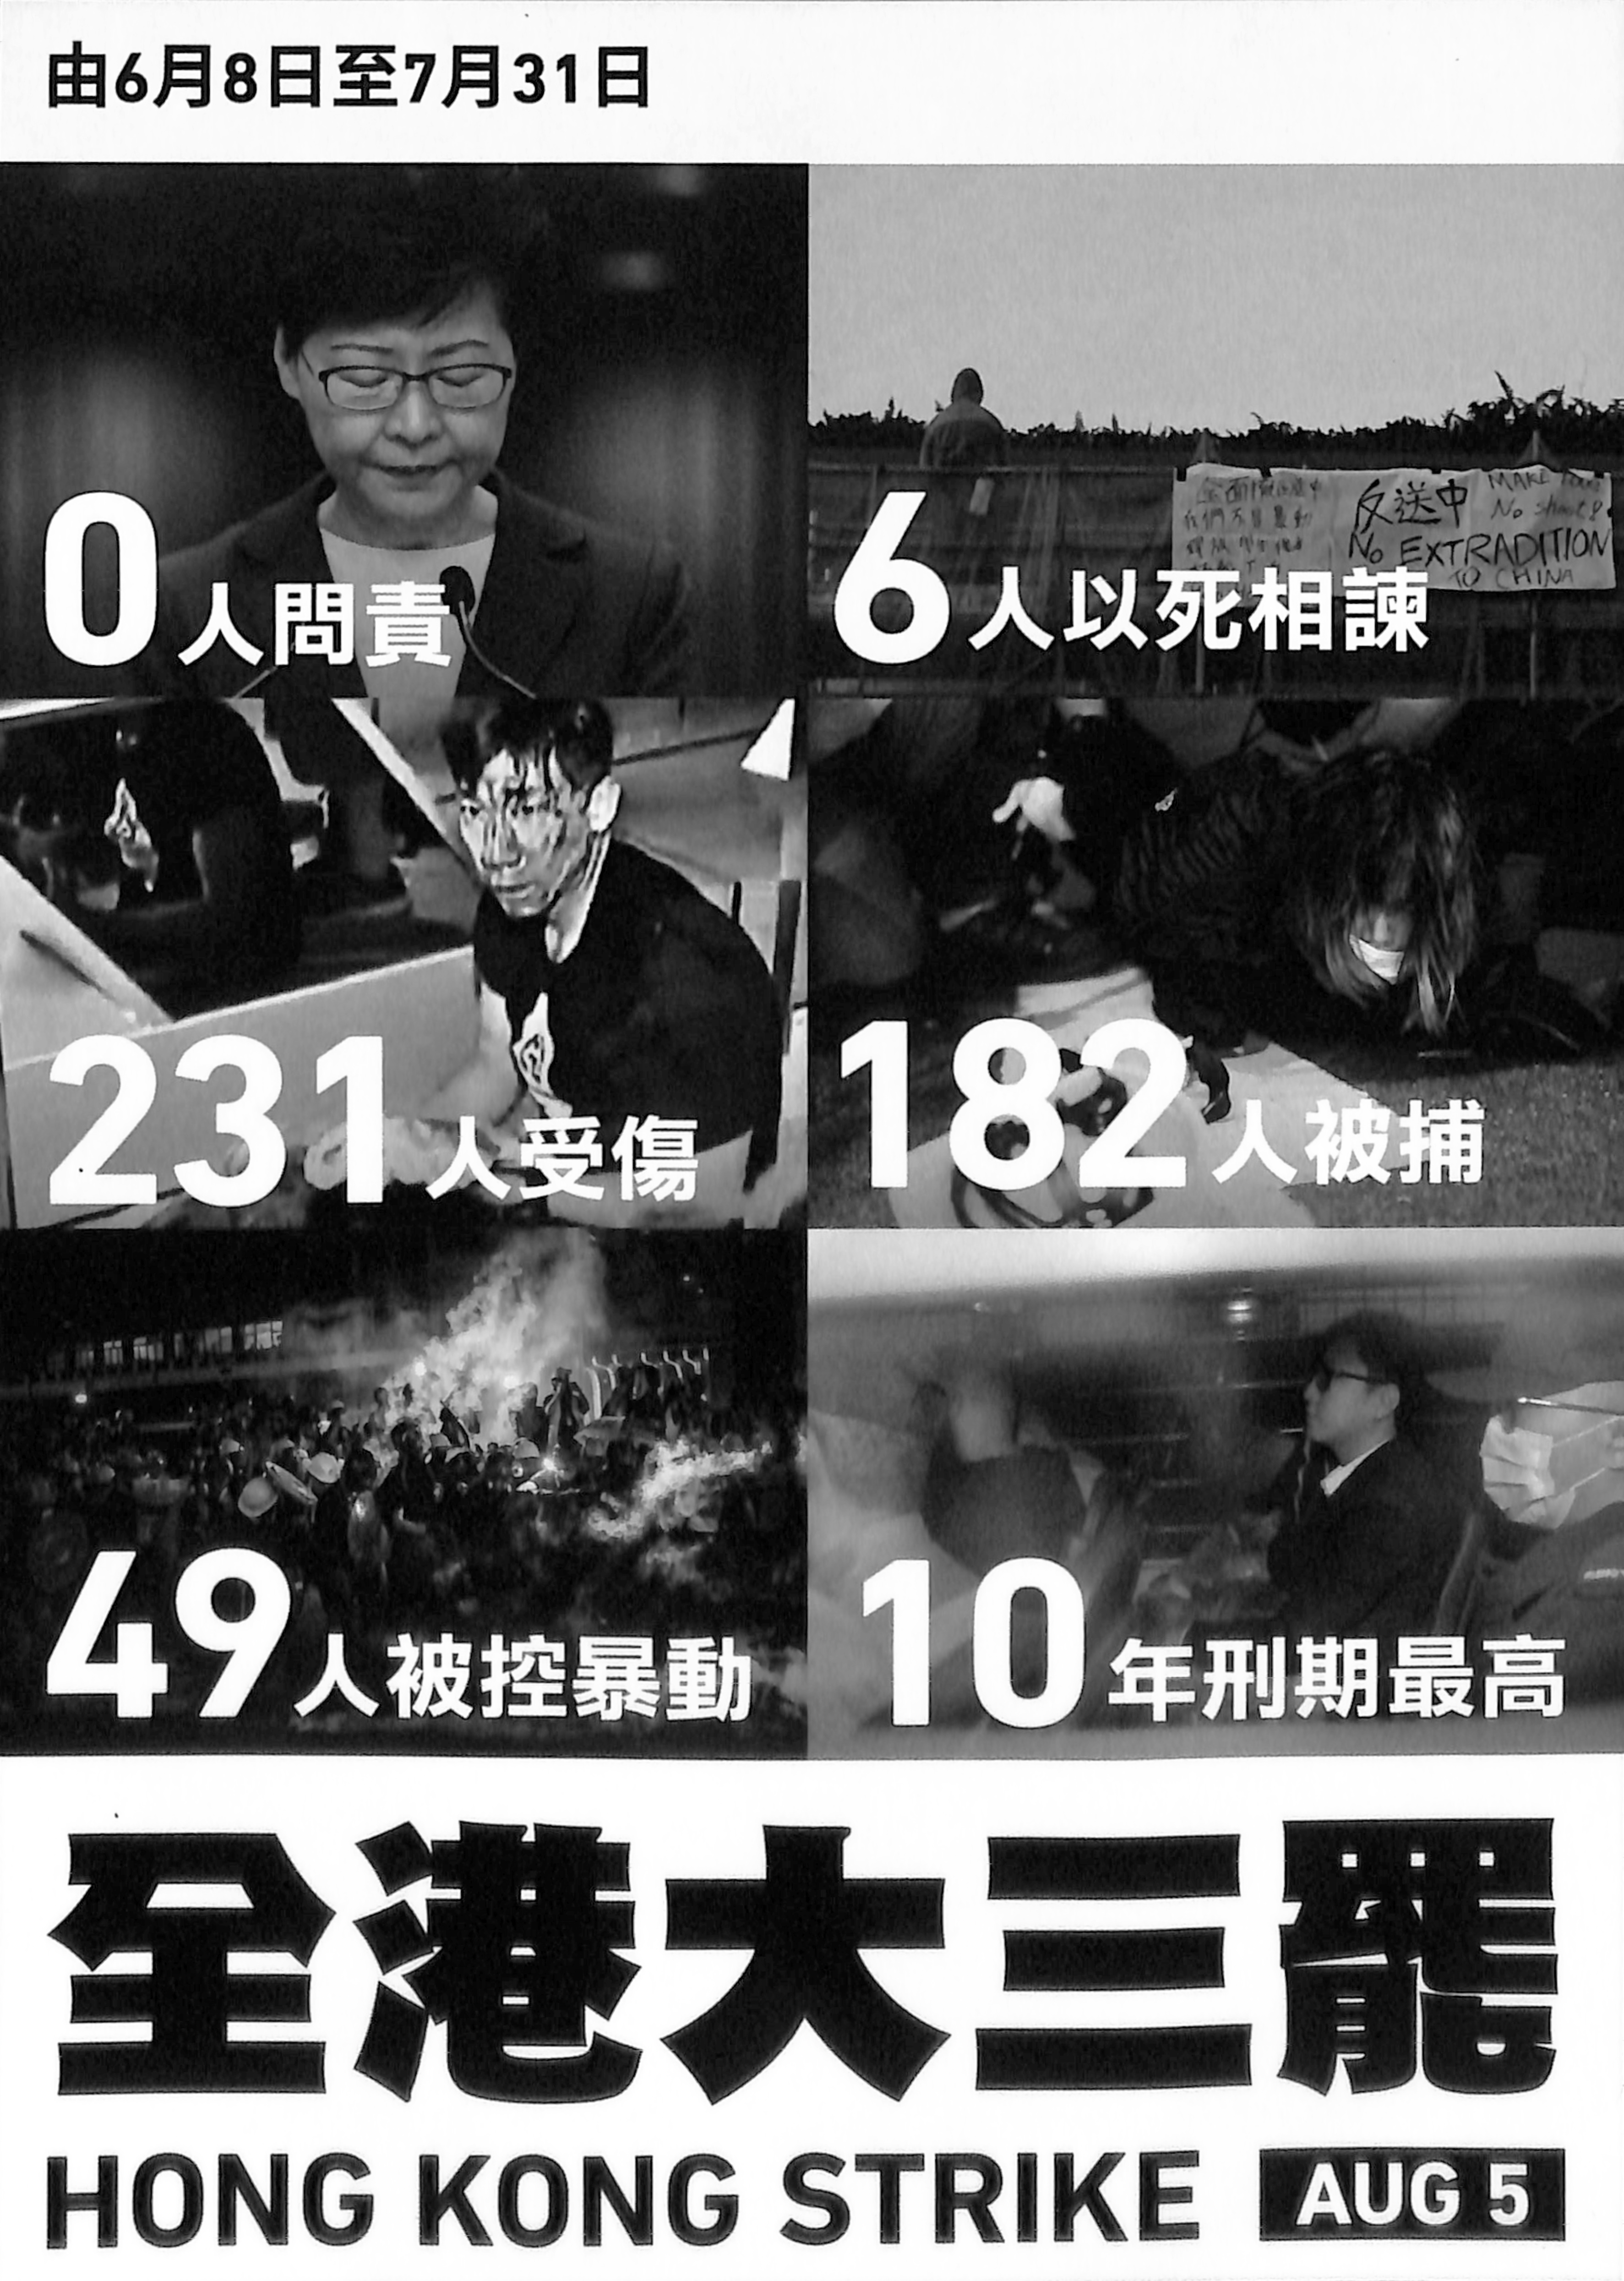 由6月8日至7月31日
0人問責
反送中
No EXTRADITION
TO CHINA
MAKE
No
6人以死相諫
231人受傷
182人被捕
49人被控暴動
10年刑期最高
全港大三罷
HONG KONG STRIKE AUG 5